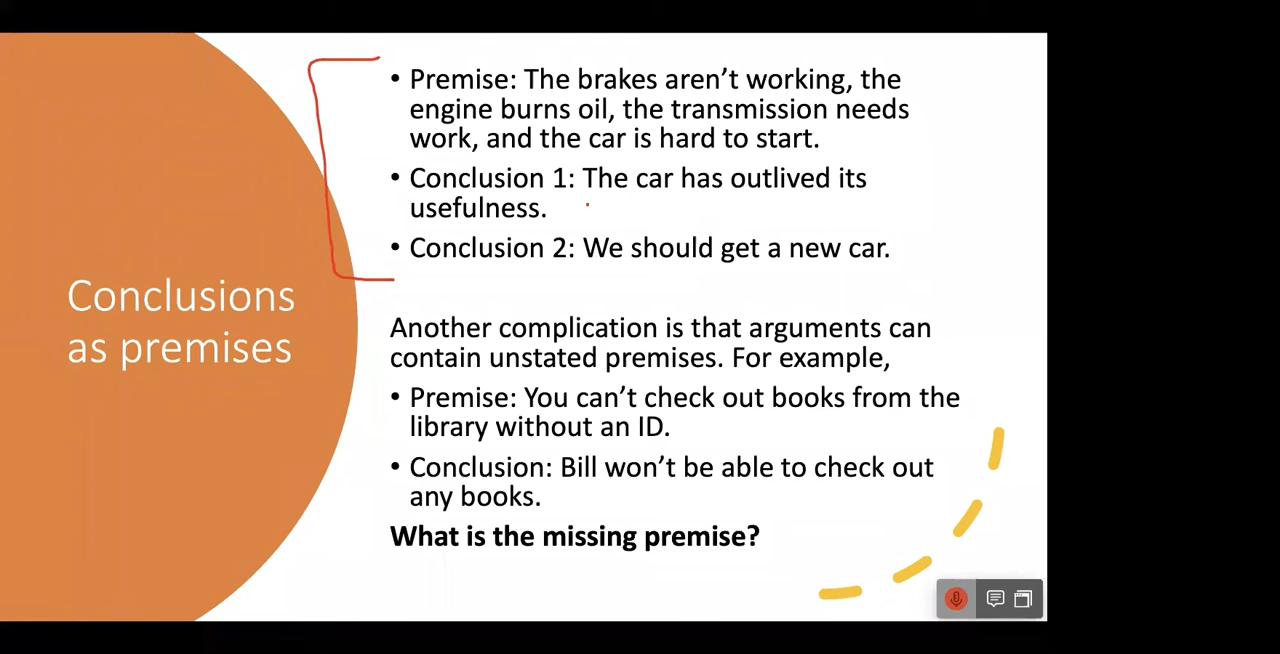 Conclusions
as premises
• Premise: The brakes aren’t working, the
engine burns oil, the transmission needs
work, and the car is hard to start.
• Conclusion 1: The car has outlived its
usefulness.
• Conclusion 2: We should get a new car.
Another complication is that arguments can
contain unstated premises. For example,
• Premise: You can’t check out books from the
library without an ID.
• Conclusion: Bill won’t be able to check out
any books.
What is the missing premise?